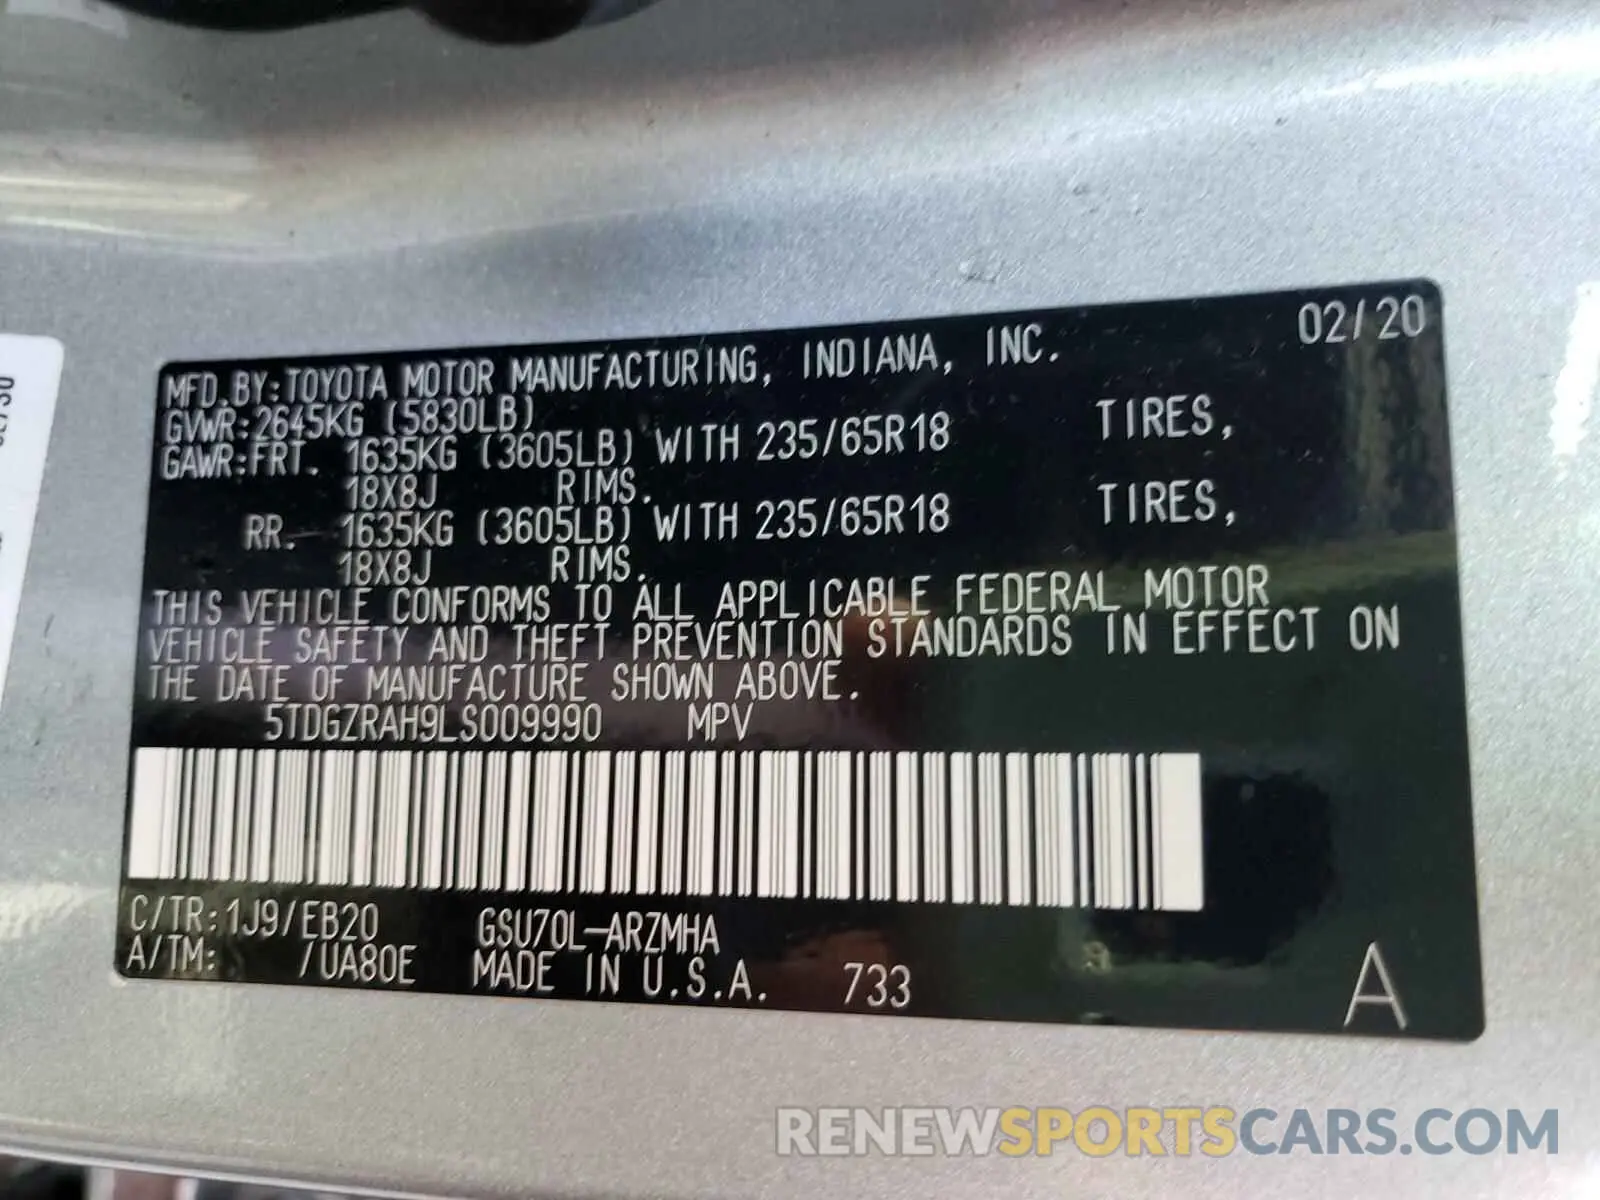 MFD.BY:TOYOTA MOTOR MANUFACTURING, INDIANA, INC. 02/20
GVWR:2645KG (5830LB)
GAWR:FRT. 1635KG (3605LB) WITH 235/65R18 TIRES,
18X8J RIMS.
RR. 1635KG (3605LB) WITH 235/65R18 TIRES,
18X8J RIMS.
THIS VEHICLE CONFORMS TO ALL APPLICABLE FEDERAL MOTOR
VEHICLE SAFETY AND THEFT PREVENTION STANDARDS IN EFFECT ON
THE DATE OF MANUFACTURE SHOWN ABOVE.
5TDGZRAH9LS009990 MPV
C/TR:1J9/EB20 GSU70L-ARZMHA
A/TM: /UA80E MADE IN U.S.A. 733 A
RENEWSPORTSCARS.COM